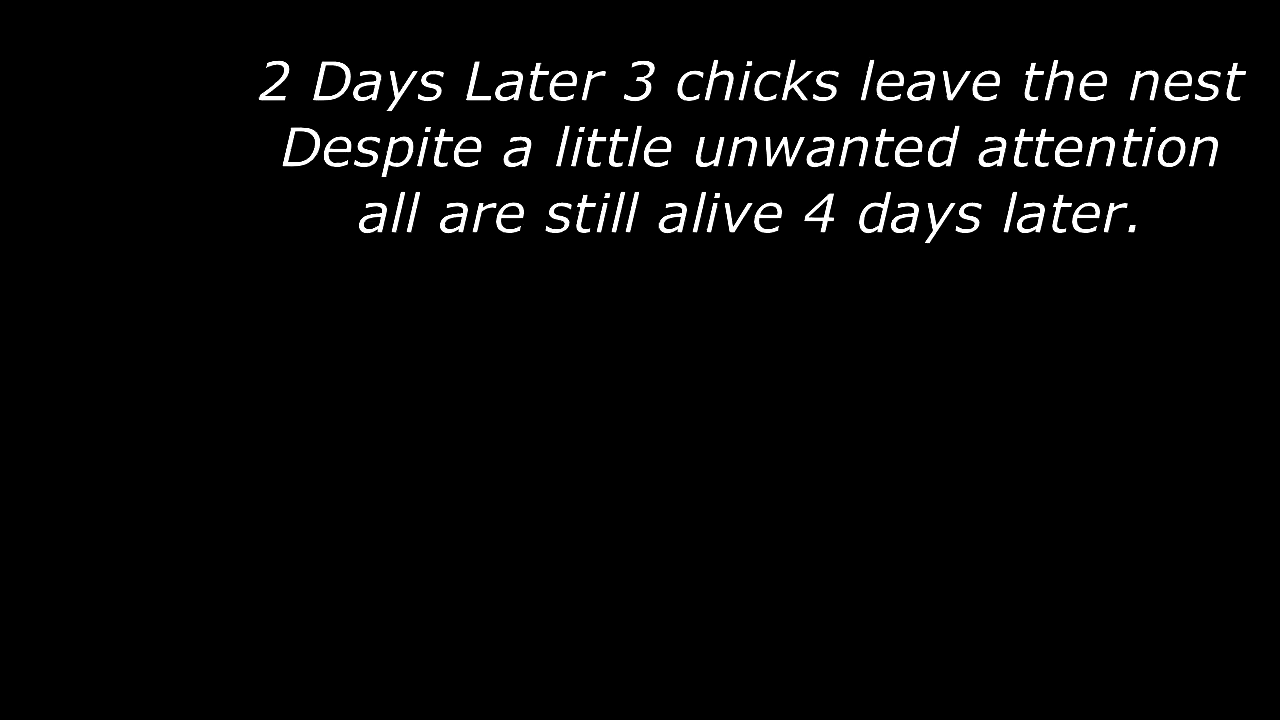 2 Days Later 3 chicks leave the nest
Despite a little unwanted attention
all are still alive 4 days later.